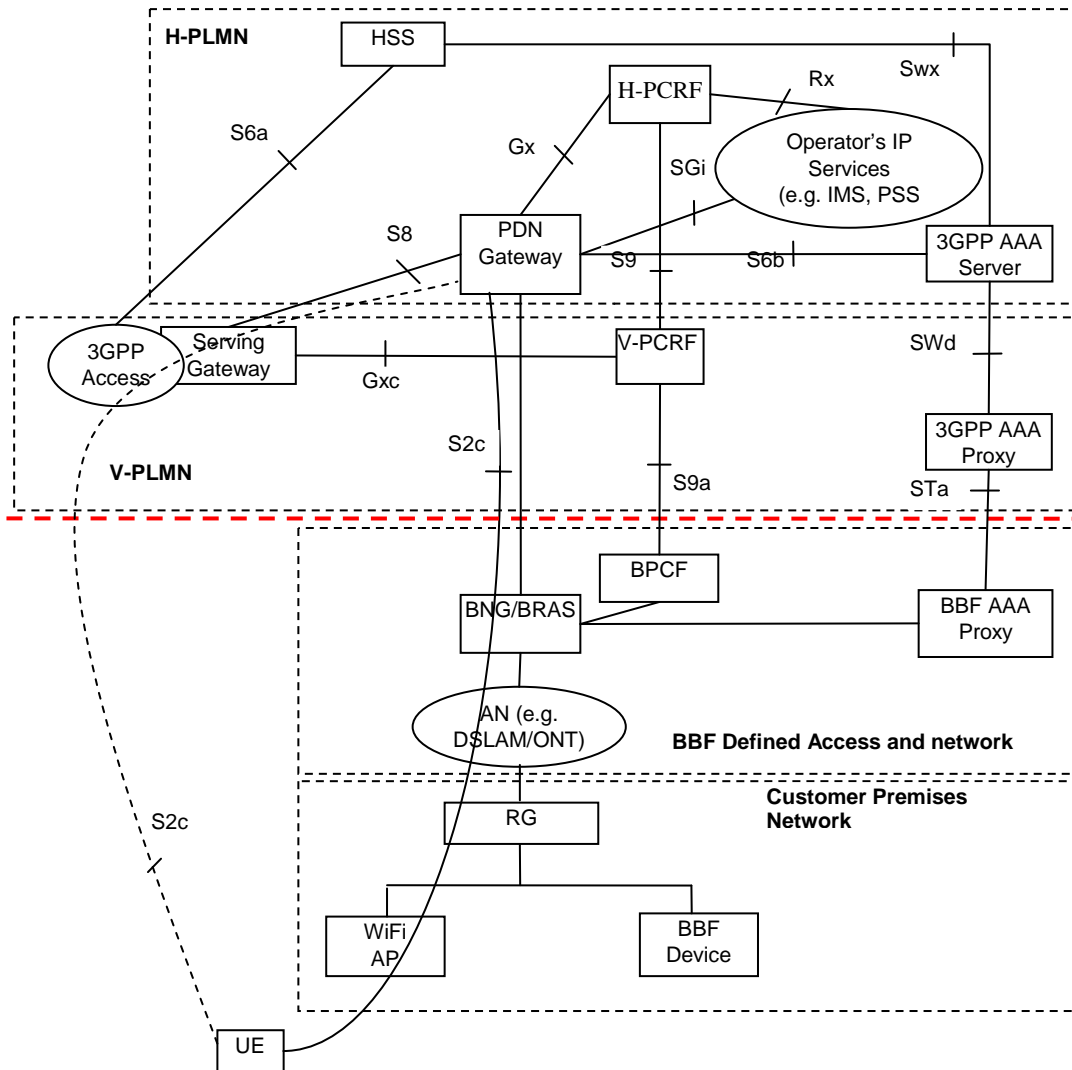 H-PLMN
HSS
Swx
H-PCRF
Rx
S6a
Gx
Operator's IP
Services
(e.g. IMS, PSS
SGi
S8
PDN
Gateway
S9
S6b
3GPP AAA
Server
3GPP
Access
Serving
Gateway
V-PCRF
SWd
Gxc
3GPP AAA
Proxy
S2c
V-PLMN
S9a
STa
BPCF
BNG/BRAS
BBF AAA
Proxy
AN (e.g.
DSLAM/ONT)
BBF Defined Access and network
Customer Premises
Network
RG
S2c
WiFi
AP
BBF
Device
UE